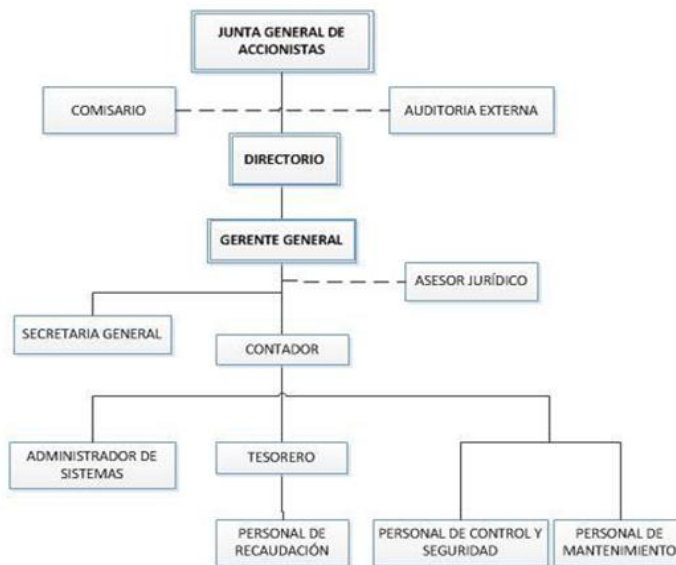 JUNTA GENERAL DE
ACCIONISTAS
COMISARIO
AUDITORIA EXTERNA
DIRECTORIO
GERENTE GENERAL
ASESOR JURÍDICO
SECRETARIA GENERAL
CONTADOR
ADMINISTRADOR DE
SISTEMAS
TESORERO
PERSONAL DE
RECAUDACIÓN
PERSONAL DE CONTROL Y
SEGURIDAD
PERSONAL DE
MANTENIMIENTO